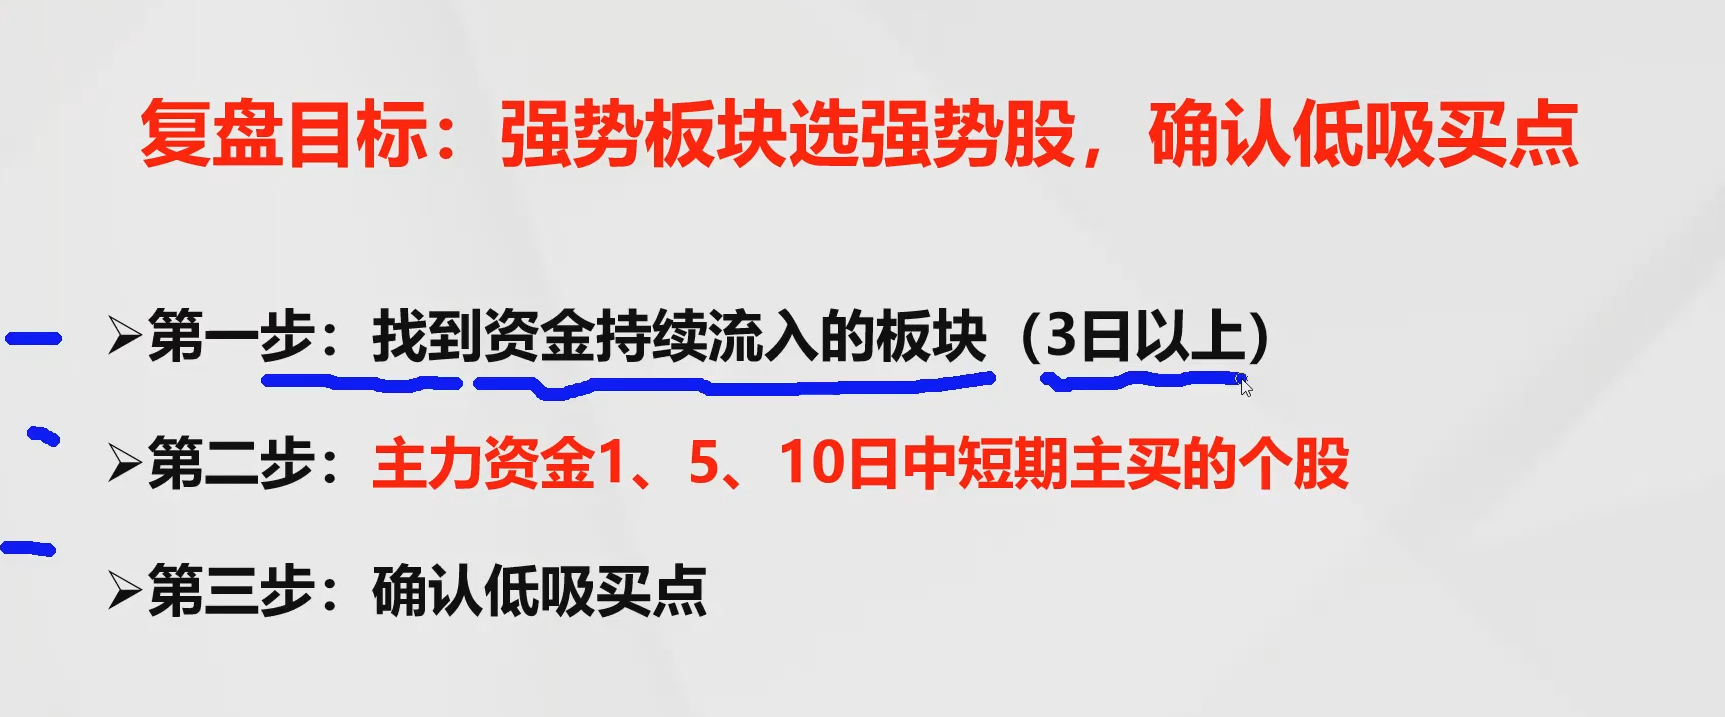 复盘目标：强势板块选强势股，确认低吸买点
➢第一步：找到资金持续流入的板块（3日以上）
➢第二步：主力资金1、5、10日中短期主买的个股
➢第三步：确认低吸买点